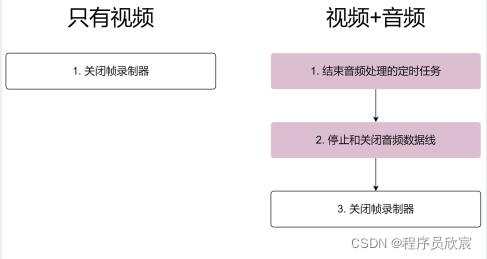 只有视频
视频+音频
1. 关闭帧录制器
1. 结束音频处理的定时任务
2. 停止和关闭音频数据线
3. 关闭帧录制器
CSDN @程序员欣宸